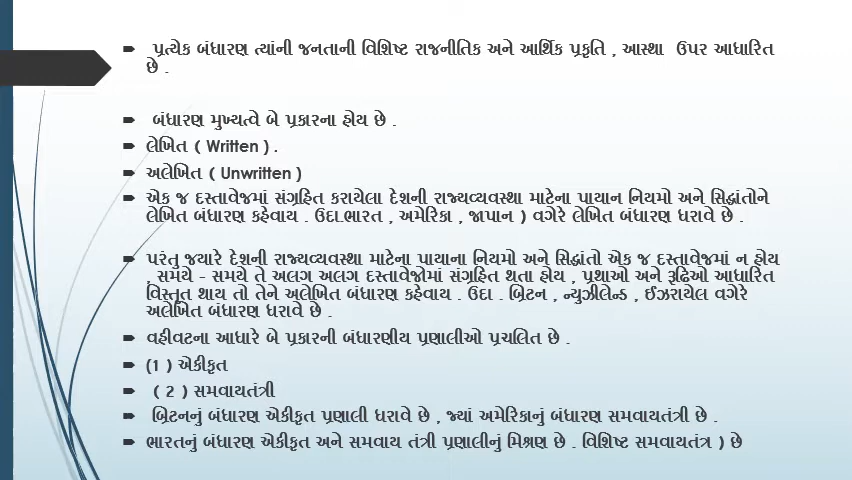 પ્રત્યેક બંધારણ ત્યાંની જનતાની વિશિષ્ટ રાજનીતિક અને આર્થિક પ્રકૃતિ , આસ્થા ઉપર આધારિત
છે .
બંધારણ મુખ્યત્વે બે પ્રકારના હોય છે .
લેખિત ( Written ) .
અલેખિત ( Unwritten )
એક જ દસ્તાવેજમાં સંગ્રહિત કરાયેલા દેશની રાજ્યવ્યવસ્થા માટેના પાયાન નિયમો અને સિદ્ધાંતોને
લેખિત બંધારણ કહેવાય . ઉદા.ભારત , અમેરિકા , જાપાન ) વગેરે લેખિત બંધારણ ધરાવે છે .
પરંતુ જયારે દેશની રાજ્યવ્યવસ્થા માટેના પાયાના નિયમો અને સિદ્ધાંતો એક જ દસ્તાવેજમાં ન હોય
, સમયે - સમયે તે અલગ અલગ દસ્તાવેજોમાં સંગ્રહિત થતા હોય , પ્રથાઓ અને રૂઢિઓ આધારિત
વિસ્તૃત થાય તો તેને અલેખિત બંધારણ કહેવાય . ઉદા . બ્રિટન , ન્યુઝીલેન્ડ , ઈઝરાયેલ વગેરે
અલેખિત બંધારણ ધરાવે છે .
વહીવટના આધારે બે પ્રકારની બંધારણીય પ્રણાલીઓ પ્રચલિત છે .
(1 ) એકીકૃત
( 2 ) સમવાયતંત્રી
બ્રિટનનું બંધારણ એકીકૃત પ્રણાલી ધરાવે છે , જ્યાં અમેરિકાનું બંધારણ સમવાયતંત્રી છે .
ભારતનું બંધારણ એકીકૃત અને સમવાય તંત્રી પ્રણાલીનું મિશ્રણ છે . વિશિષ્ટ સમવાયતંત્ર ) છે